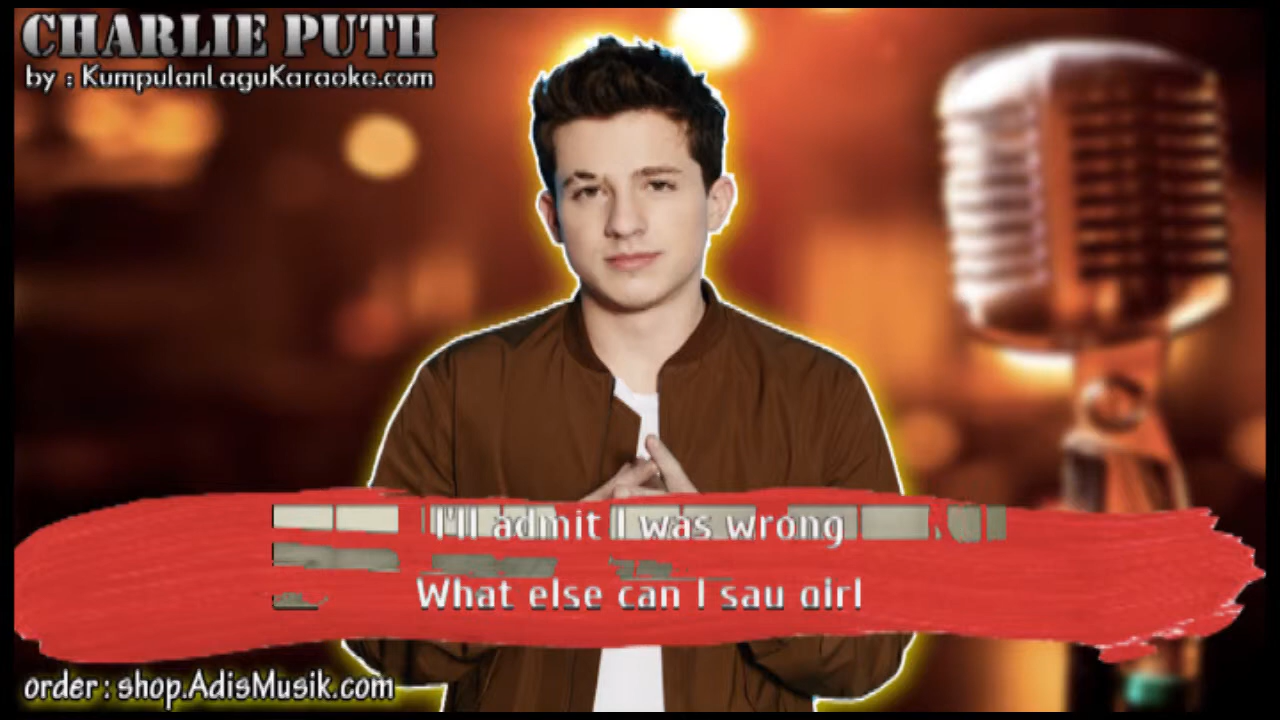 CHARLIE PUTH
by : KumpulanLaguKaraoke.com
I'll admit I was wrong
What else can I say girl
order : shop.AdisMusik.com